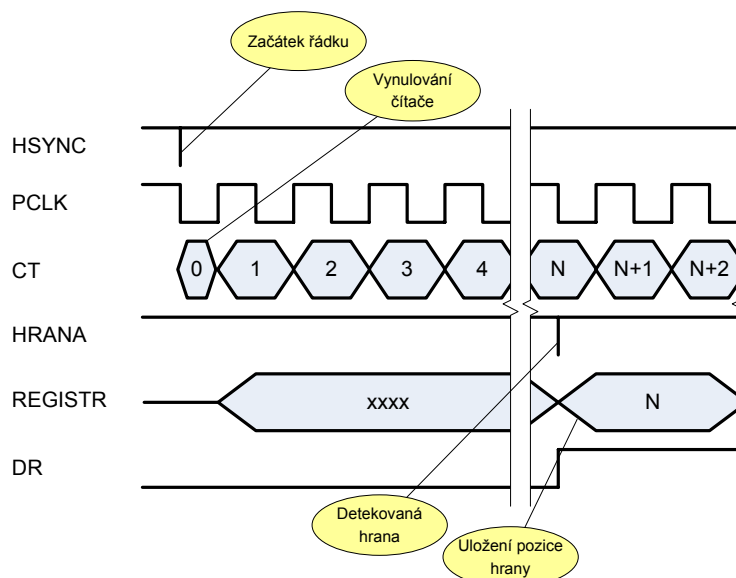 Začátek řádku
Vynulování
čítače
HSYNC
PCLK
CT 0 1 2 3 4 N N+1 N+2
HRANA
REGISTR xxxx N
DR
Detekovaná
hrana
Uložení pozice
hrany